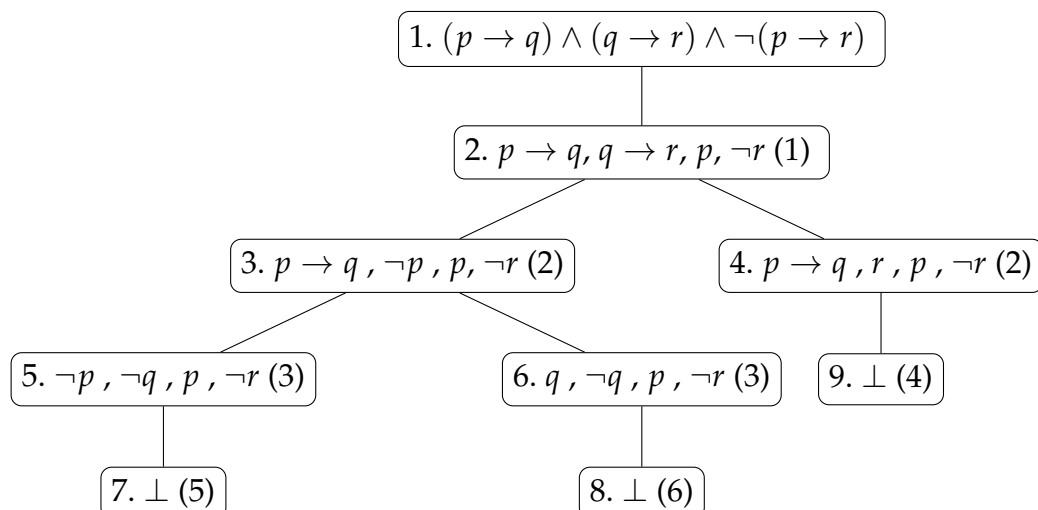 1. (p → q) ∧ (q → r) ∧ ¬(p → r)
2. p → q, q → r, p, ¬r (1)
3. p → q , ¬p , p, ¬r (2)
4. p → q , r , p , ¬r (2)
5. ¬p , ¬q , p , ¬r (3)
6. q , ¬q , p , ¬r (3)
9. ⊥ (4)
7. ⊥ (5)
8. ⊥ (6)